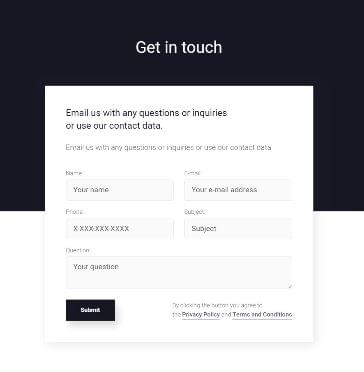 Get in touch
Email us with any questions or inquiries
or use our contact data.
Email us with any questions or inquiries or use our contact data
Name
E-mail
Your name
Your e-mail address
Phone
Subject
X-XXX-XXX-XXXX
Subject
Question
Your question
Submit
By clicking the button you agree to
the Privacy Policy and Terms and Conditions